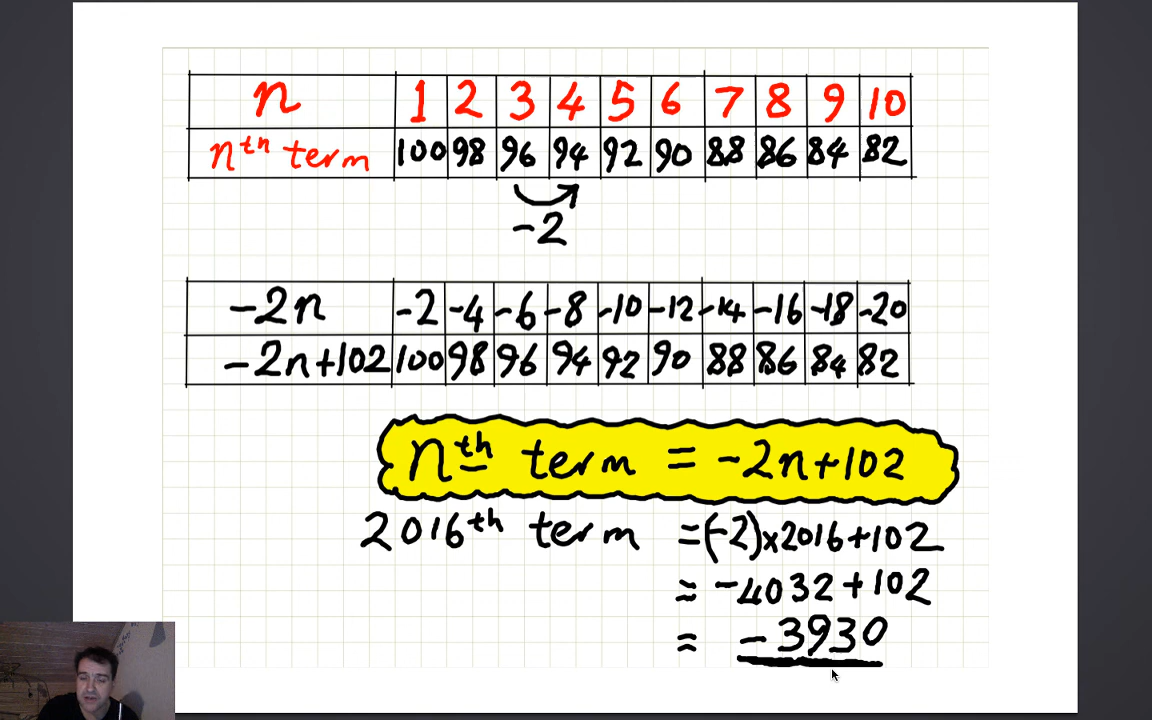 n 1 2 3 4 5 6 7 8 9 10
nth term 100 98 96 94 92 90 88 86 84 82
-2
-2n -2 -4 -6 -8 -10 -12 -14 -16 -18 -20
-2n+102 100 98 96 94 92 90 88 86 84 82
nth term = -2n+102
2016th term =(-2)×2016+102
= -4032+102
= -3930